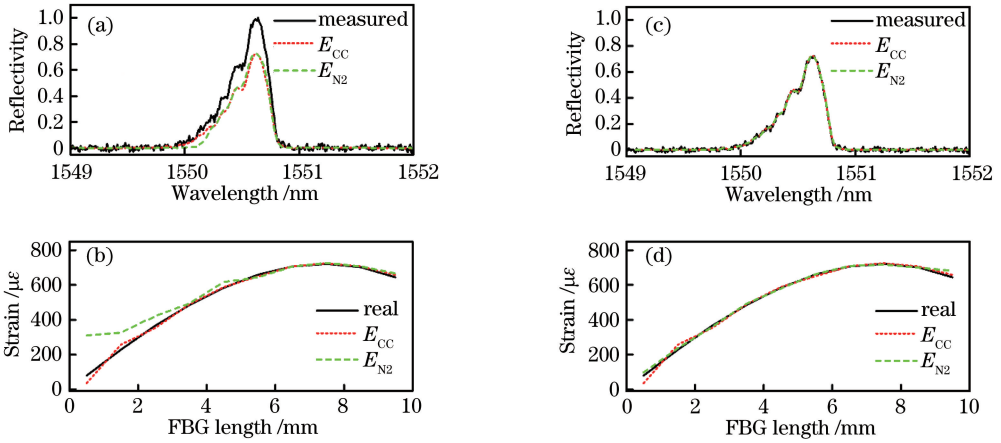 (a)
measured
E_CC
E_N2
Reflectivity
1.0
0.8
0.6
0.4
0.2
0
1549
1550
1551
1552
Wavelength /nm
(c)
measured
E_CC
E_N2
Reflectivity
1.0
0.8
0.6
0.4
0.2
0
1549
1550
1551
1552
Wavelength /nm
(b)
real
E_CC
E_N2
Strain /με
800
600
400
200
0
0
2
4
6
8
10
FBG length /mm
(d)
real
E_CC
E_N2
Strain /με
800
600
400
200
0
0
2
4
6
8
10
FBG length /mm